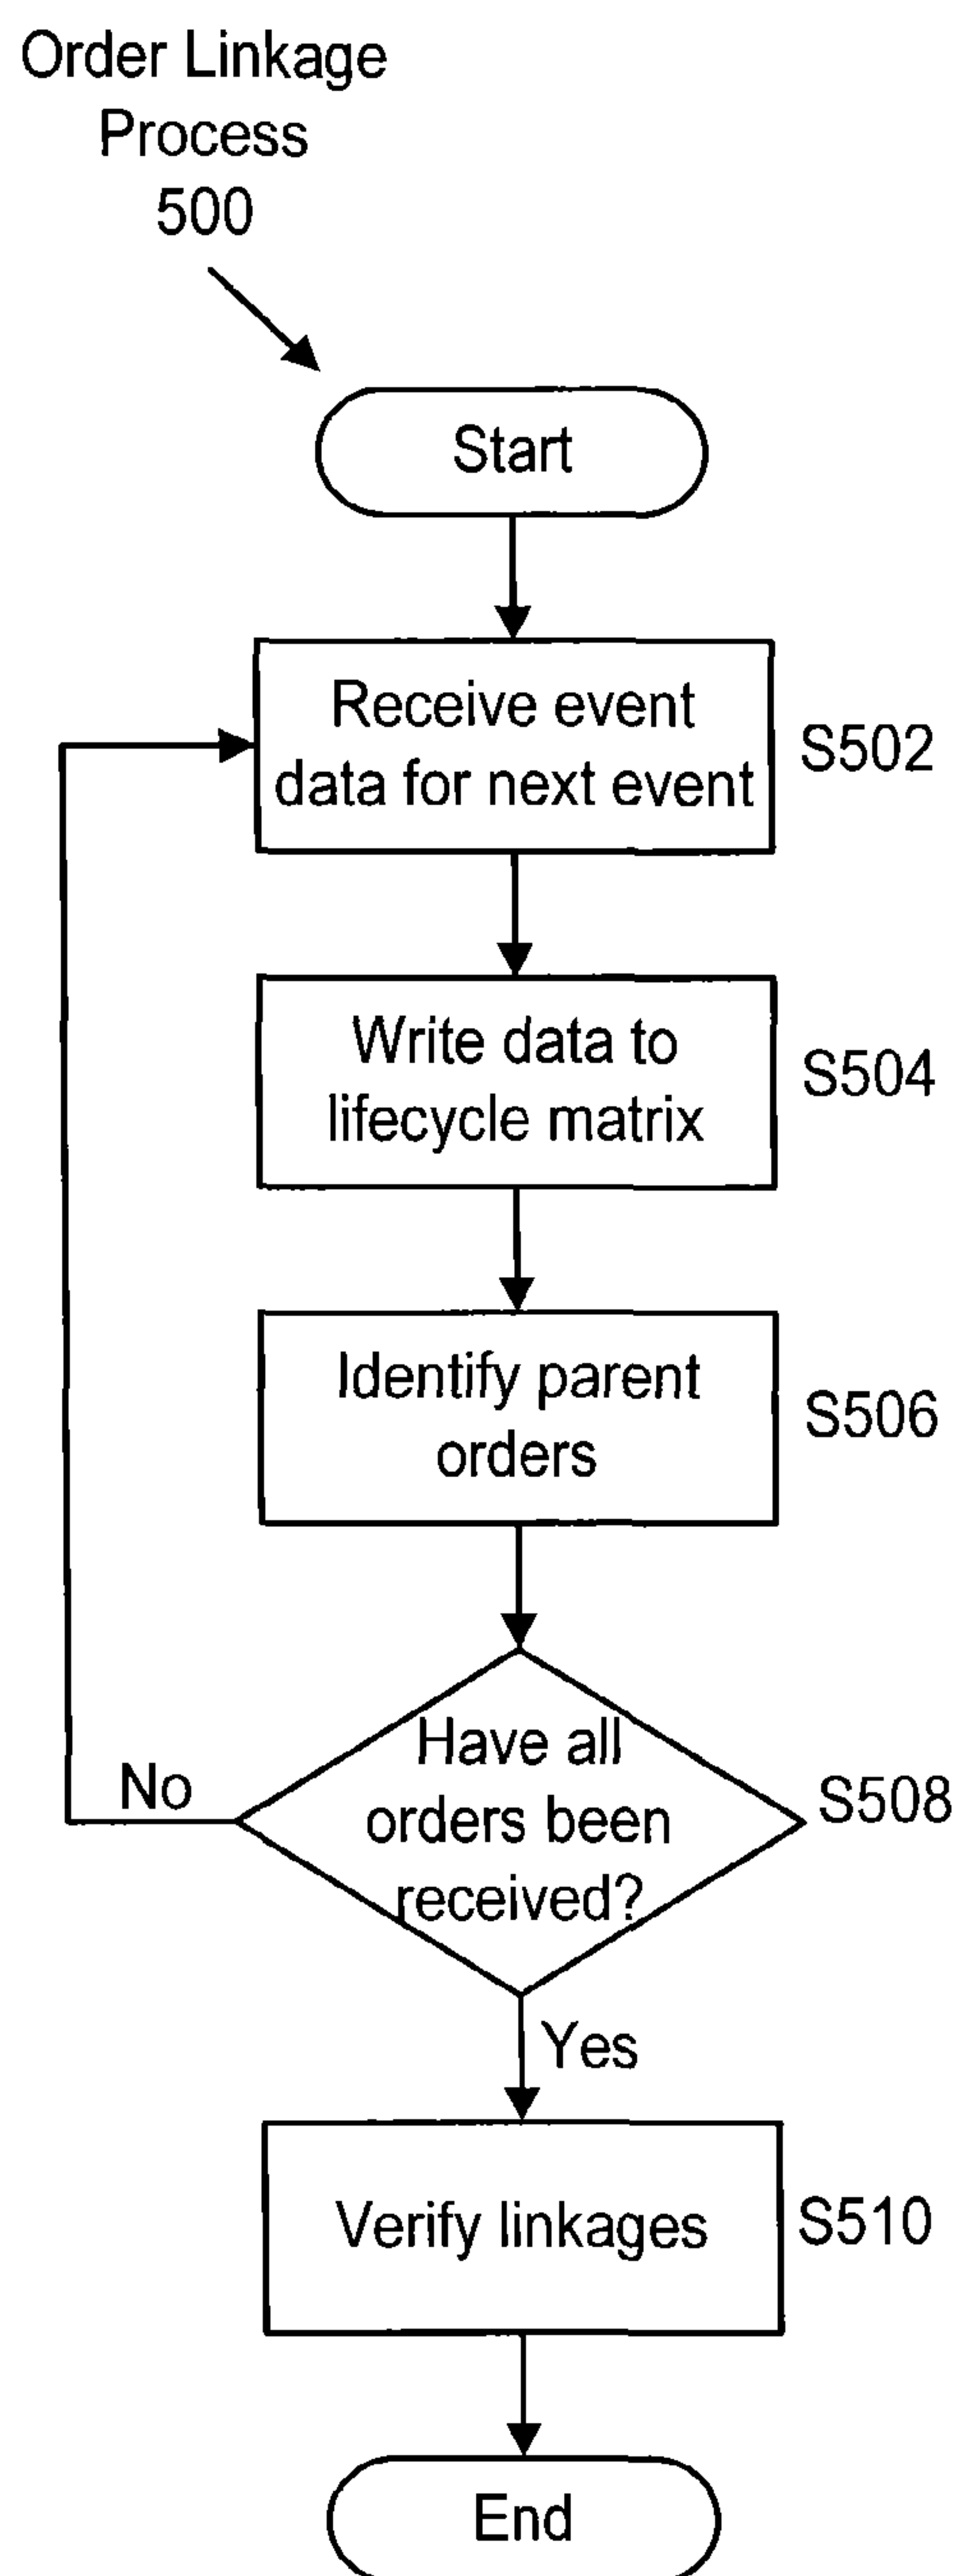 Order Linkage
Process
500
Start
Receive event
data for next event
S502
Write data to
lifecycle matrix
S504
Identify parent
orders
S506
Have all
orders been
received?
S508
No
Yes
Verify linkages
S510
End